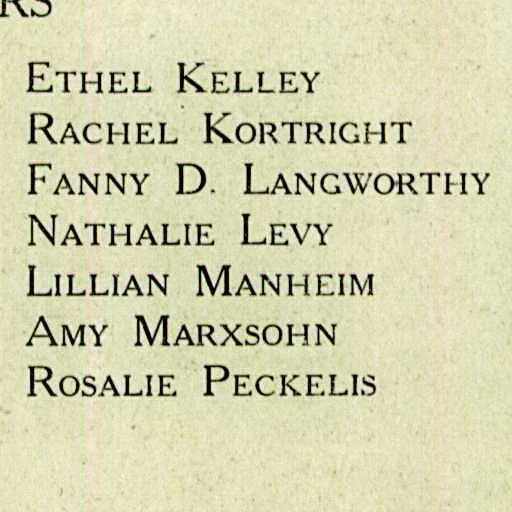 RS
Ethel Kelley
Rachel Kortright
Fanny D. Langworthy
Nathalie Levy
Lillian Manheim
Amy Marxsohn
Rosalie Peckelis